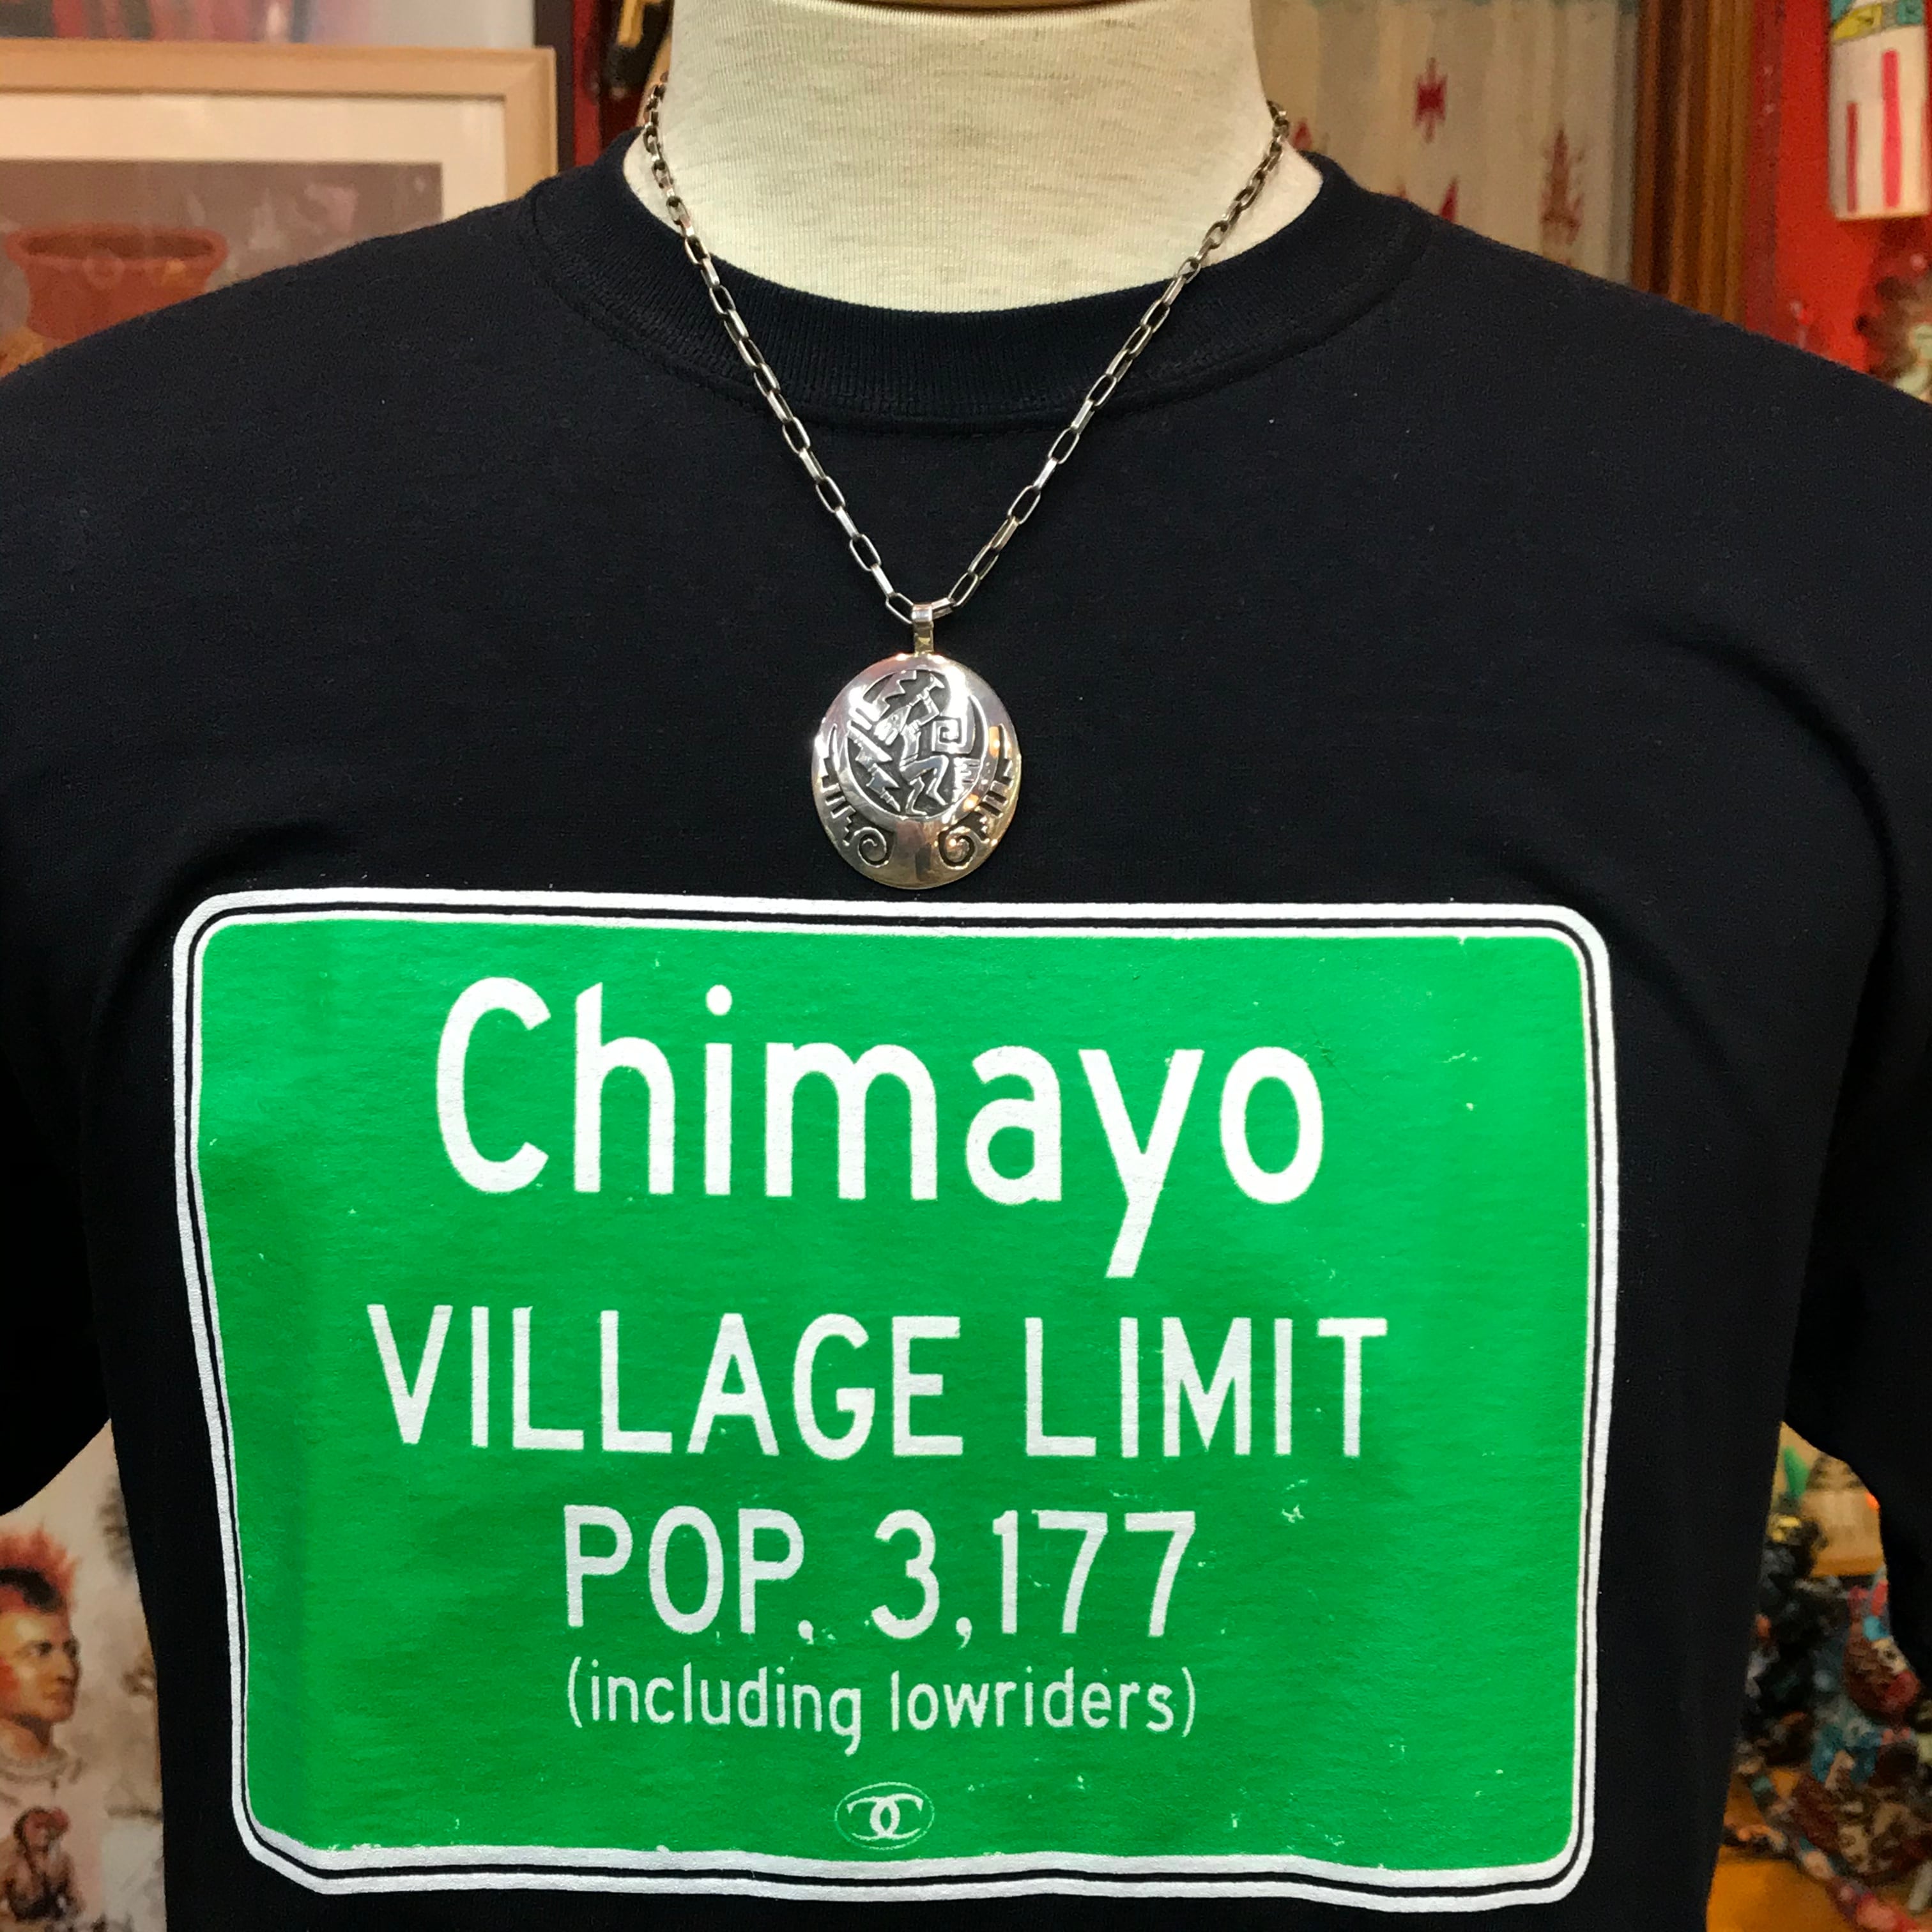 Chimayo
VILLAGE LIMIT
POP. 3,177
(including lowriders)